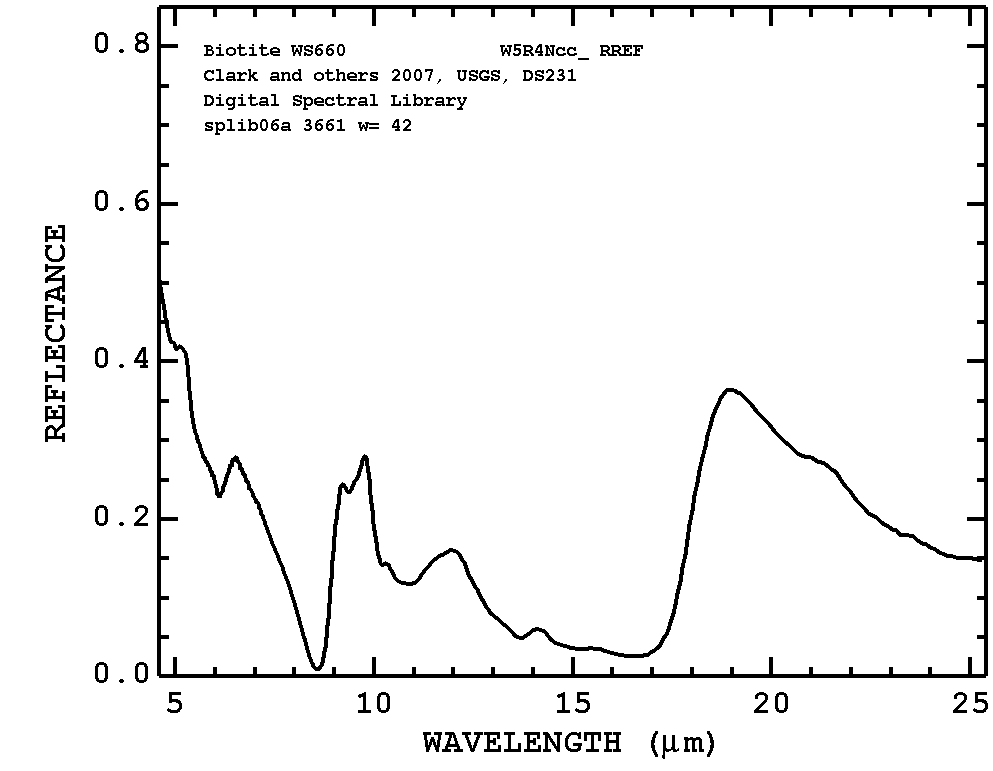 0.8
Biotite WS660 W5R4Ncc_ RREF
Clark and others 2007, USGS, DS231
Digital Spectral Library
splib06a 3661 w= 42
0.6
REFLECTANCE
0.4
0.2
0.0
5 10 15 20 25
WAVELENGTH (μm)